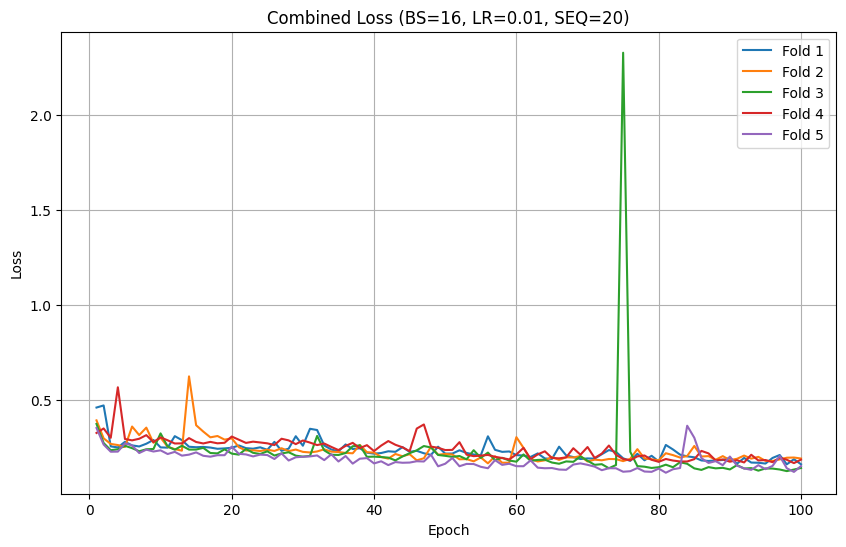 Combined Loss (BS=16, LR=0.01, SEQ=20)
Fold 1
Fold 2
Fold 3
Fold 4
Fold 5
Loss
2.0
1.5
1.0
0.5
0
20
40
60
80
100
Epoch